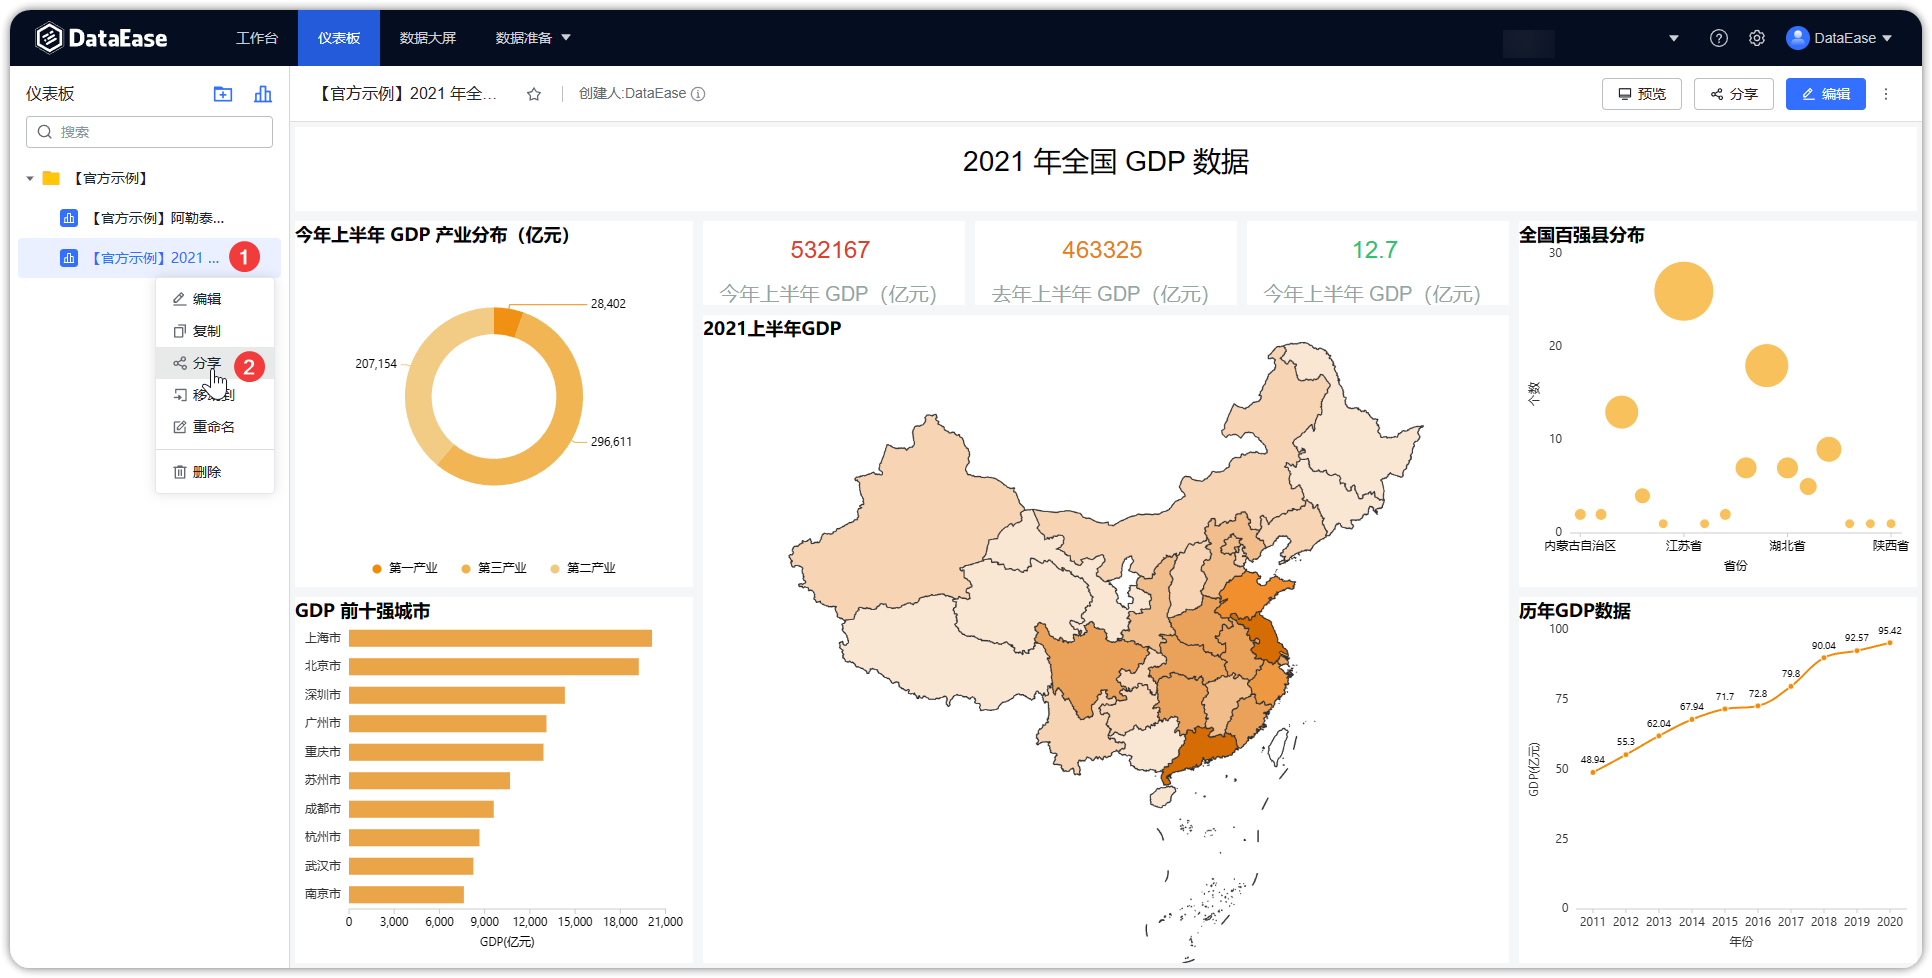 DataEase
工作台
仪表板
数据大屏
数据准备
DataEase
仪表板
搜索
【官方示例】
【官方示例】阿勒泰...
【官方示例】2021 ...
1
编辑
复制
分享
2
重命名
删除
【官方示例】2021 年全...
创建人:DataEase
预览
分享
编辑
2021 年全国 GDP 数据
今年上半年 GDP 产业分布（亿元）
28,402
207,154
296,611
第一产业
第三产业
第二产业
532167
今年上半年 GDP（亿元）
463325
去年上半年 GDP（亿元）
12.7
今年上半年 GDP（亿元）
2021上半年GDP
全国百强县分布
30
20
10
0
个数
内蒙古自治区
江苏省
湖北省
陕西省
省份
GDP 前十强城市
上海市
北京市
深圳市
广州市
重庆市
苏州市
成都市
杭州市
武汉市
南京市
0
3,000
6,000
9,000
12,000
15,000
18,000
21,000
GDP(亿元)
历年GDP数据
100
75
50
25
0
GDP(亿元)
48.94
55.3
62.04
67.94
71.7
72.8
79.8
90.04
92.57
95.42
2011
2012
2013
2014
2015
2016
2017
2018
2019
2020
年份